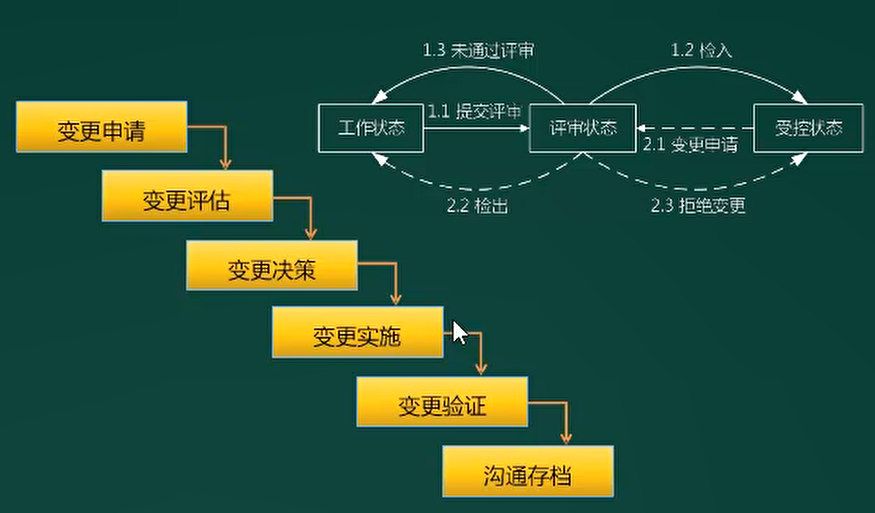 1.3 未通过评审
1.2 检入
变更申请
工作状态
1.1 提交评审
评审状态
受控状态
2.1 变更申请
变更评估
2.2 检出
2.3 拒绝变更
变更决策
变更实施
变更验证
沟通存档